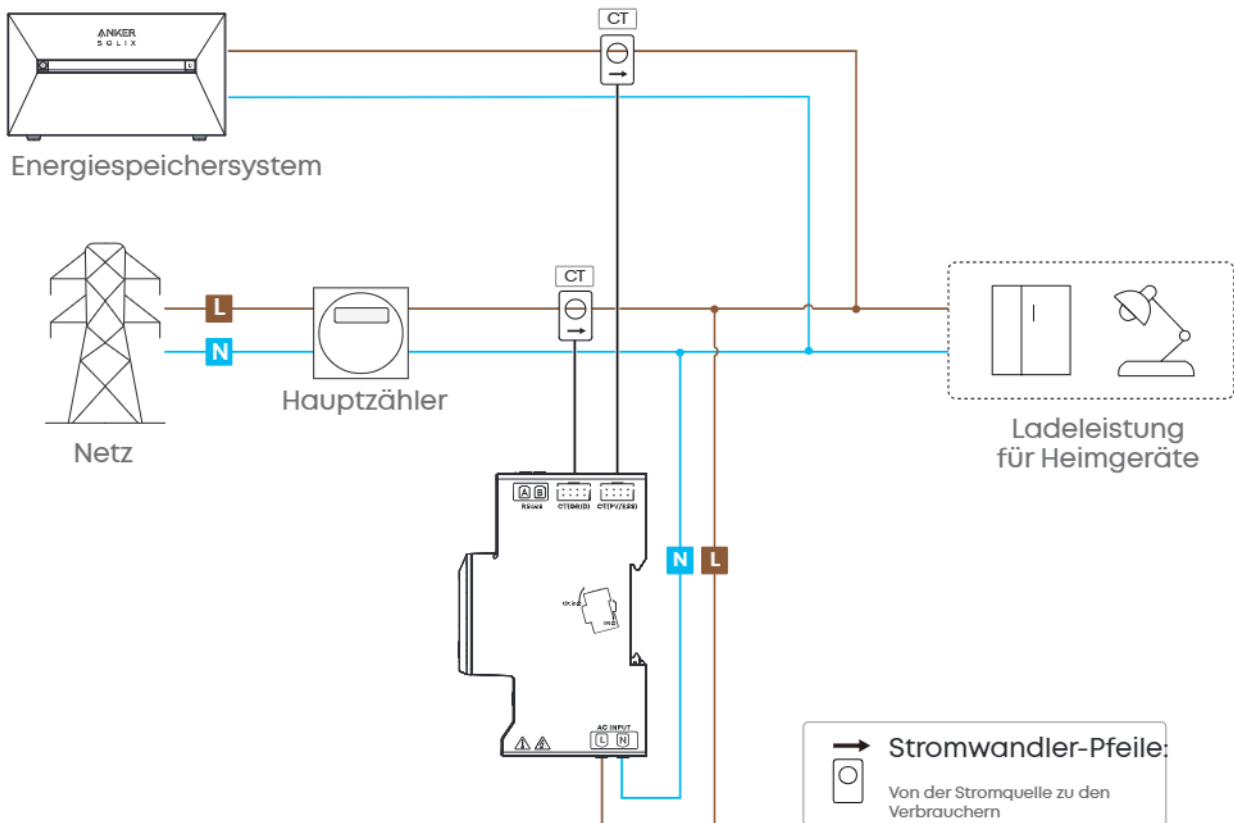 CT
ANKER
SOLIX
Energiespeichersystem
CT
L
N
Hauptzähler
Netz
Ladeleistung
für Heimgeräte
A B
RS485
CT(GRID) CT(PV/ESS)
N L
AC INPUT
L N
Stromwandler-Pfeile:
Von der Stromquelle zu den
Verbrauchern